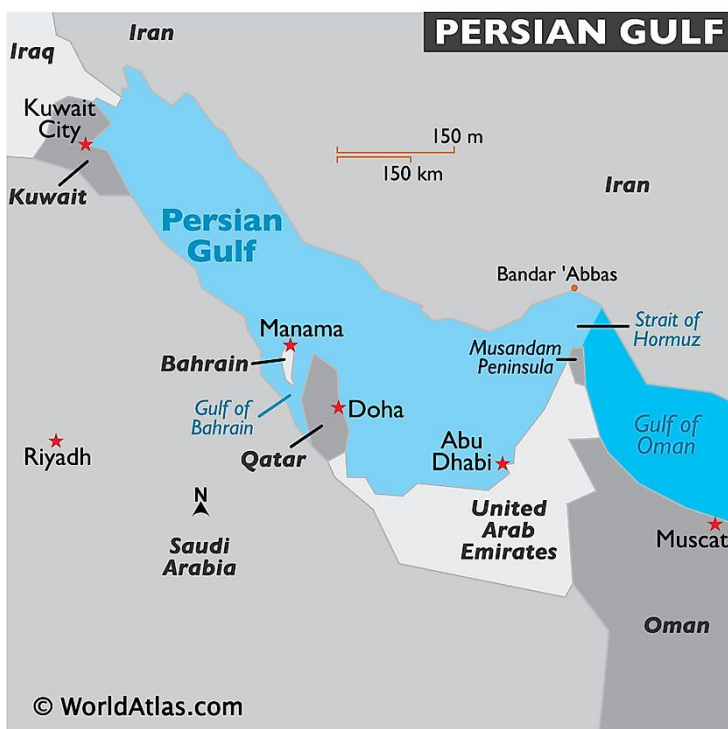 PERSIAN GULF
Iran
Iraq
Kuwait
City
150 m
150 km
Kuwait
Iran
Persian
Gulf
Bandar 'Abbas
Strait of
Hormuz
Manama
Musandam
Peninsula
Bahrain
Gulf of
Bahrain
Doha
Gulf of
Oman
Abu
Dhabi
Riyadh
Qatar
N
United
Arab
Emirates
Muscat
Saudi
Arabia
Oman
© WorldAtlas.com